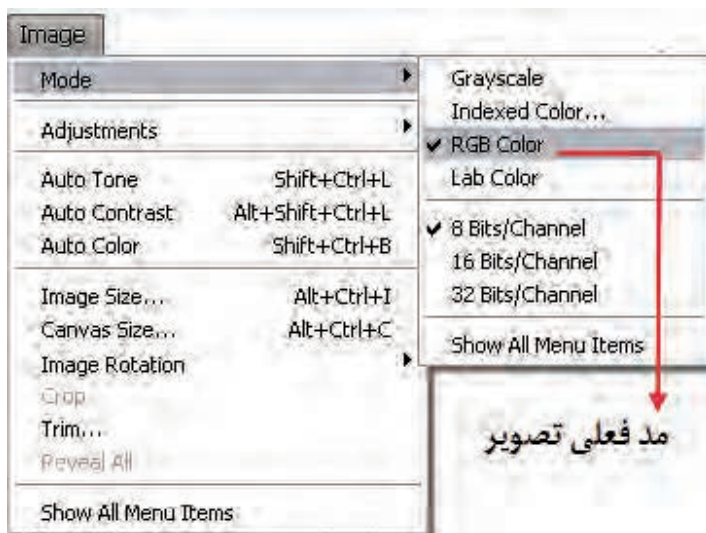 Image
Mode
Adjustments
Auto Tone Shift+Ctrl+L
Auto Contrast Alt+Shift+Ctrl+L
Auto Color Shift+Ctrl+B
Image Size... Alt+Ctrl+I
Canvas Size... Alt+Ctrl+C
Image Rotation
Crop
Trim...
Reveal All
Show All Menu Items
Grayscale
Indexed Color...
RGB Color
Lab Color
8 Bits/Channel
16 Bits/Channel
32 Bits/Channel
Show All Menu Items
مد فعلی تصویر